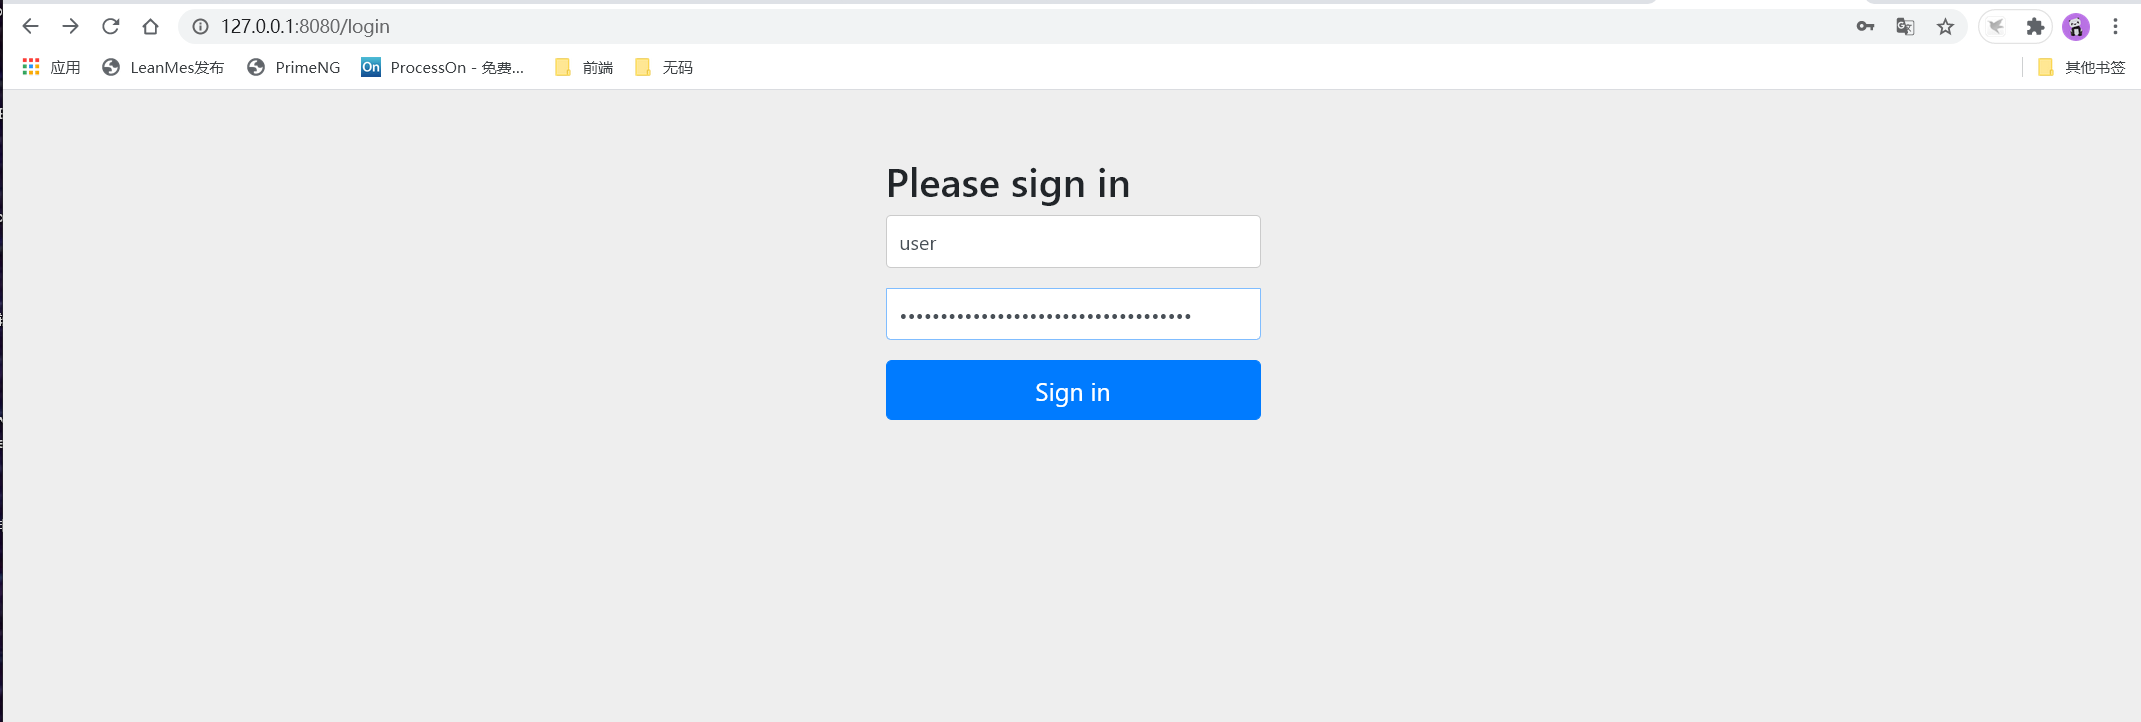 127.0.0.1:8080/login
应用 LeanMes发布 PrimeNG On ProcessOn - 免费... 前端 无码 其他书签
Please sign in
user
••••••••••••••••••••••••••••••••••••
Sign in